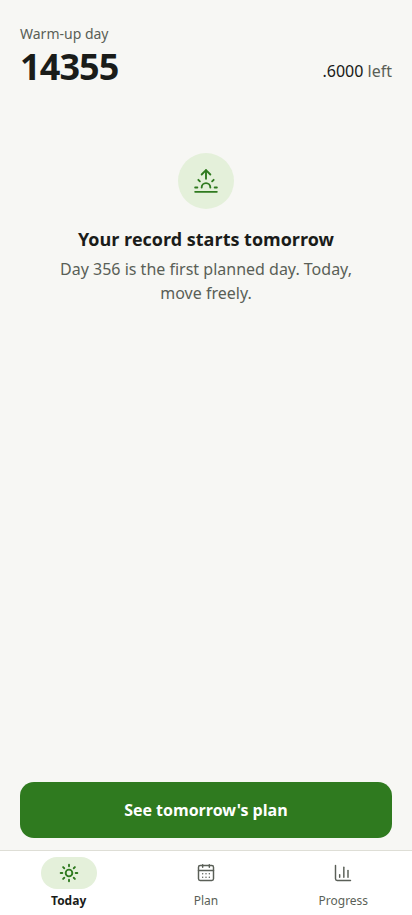 Warm-up day
14355
.6000 left
Your record starts tomorrow
Day 356 is the first planned day. Today,
move freely.
See tomorrow's plan
Today
Plan
Progress